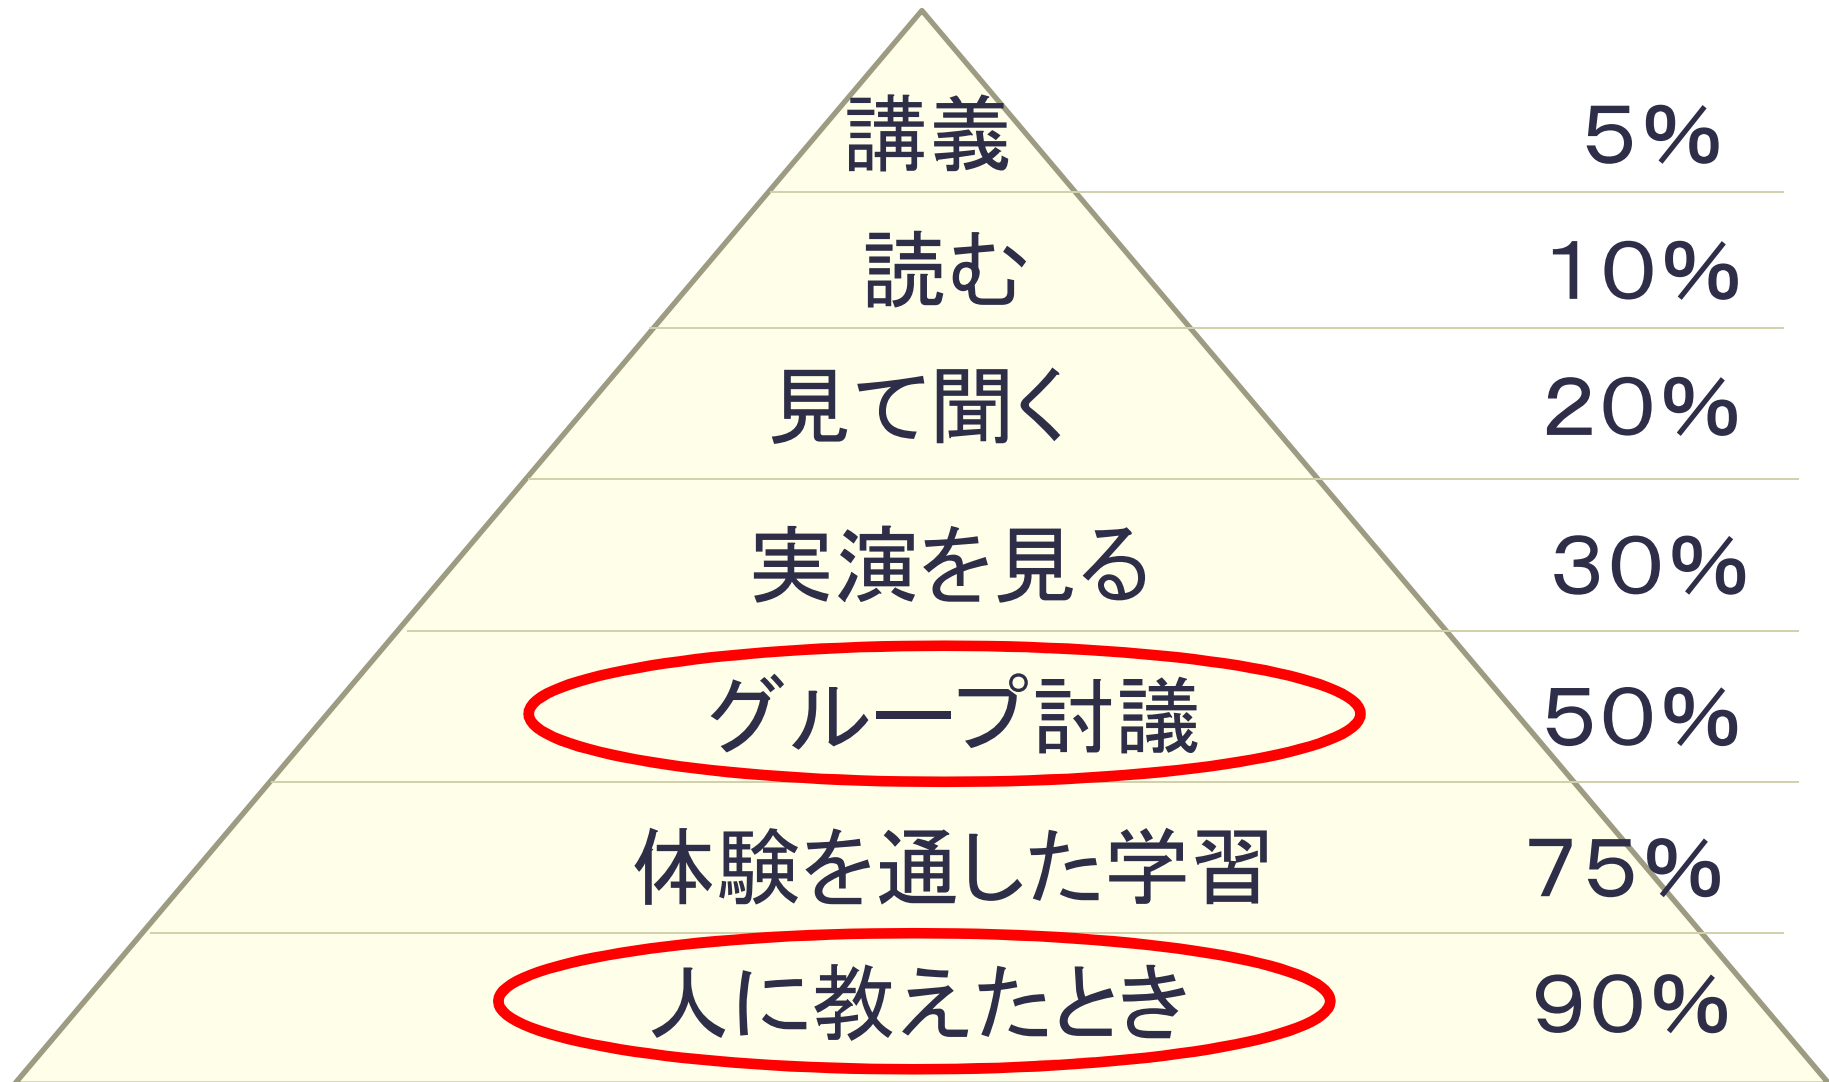 講義 5%
読む 10%
見て聞く 20%
実演を見る 30%
グループ討議 50%
体験を通した学習 75%
人に教えたとき 90%